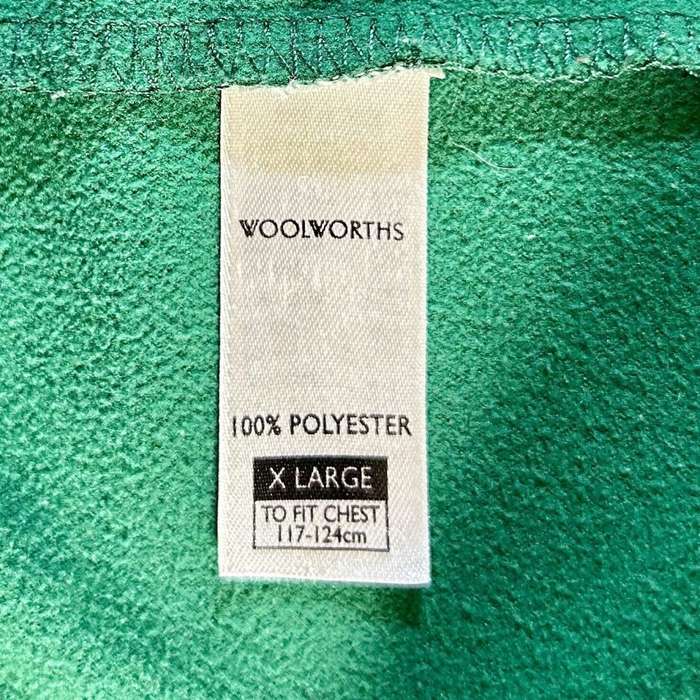 WOOLWORTHS
100% POLYESTER
X LARGE
TO FIT CHEST
117-124cm